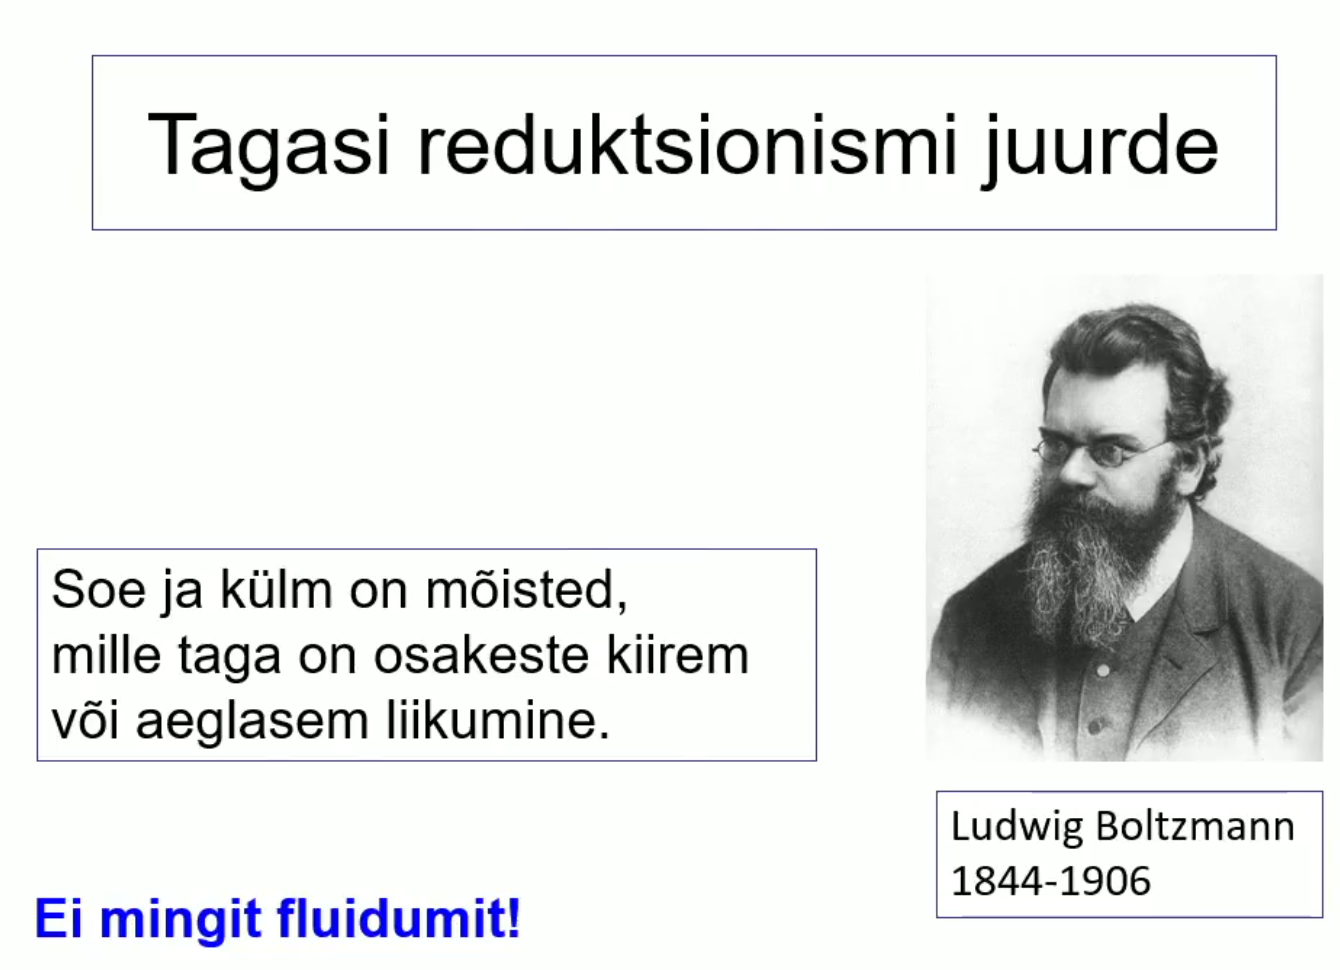 Tagasi reduktsionismi juurde
Soe ja külm on mõisted,
mille taga on osakeste kiirem
või aeglasem liikumine.
Ludwig Boltzmann
1844-1906
Ei mingit fluidumit!